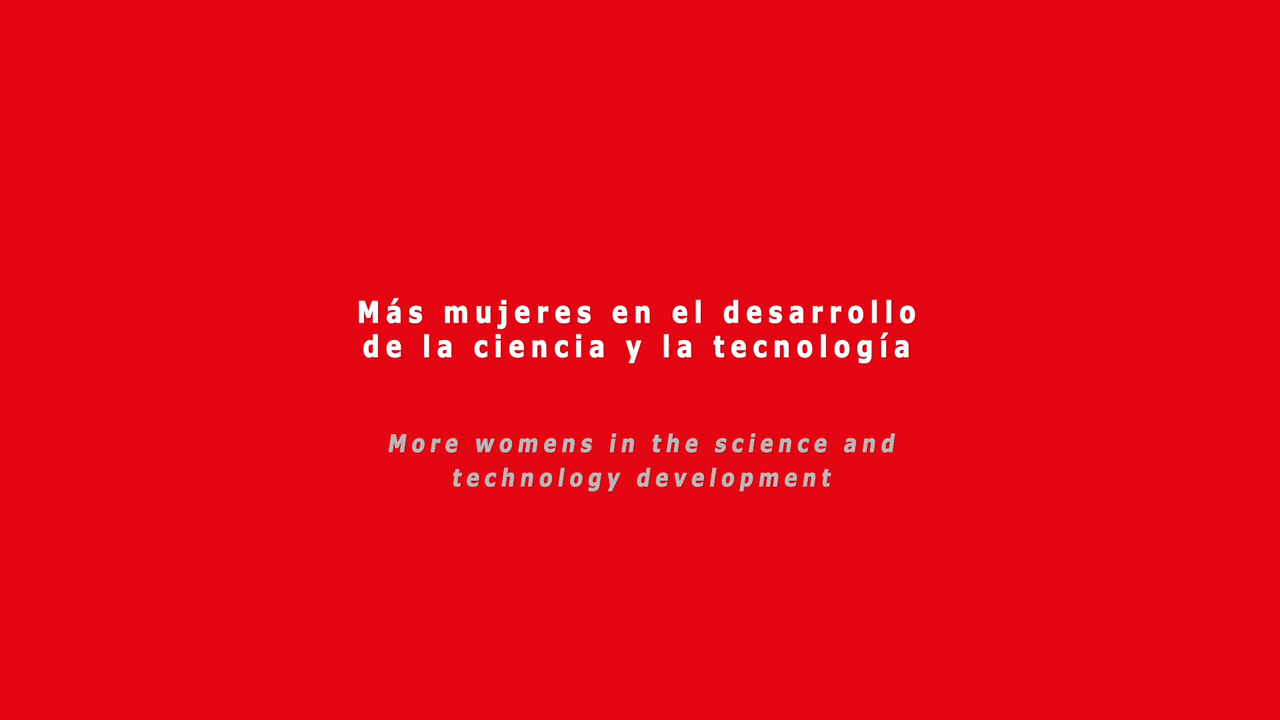 Más mujeres en el desarrollo
de la ciencia y la tecnología
More womens in the science and
technology development